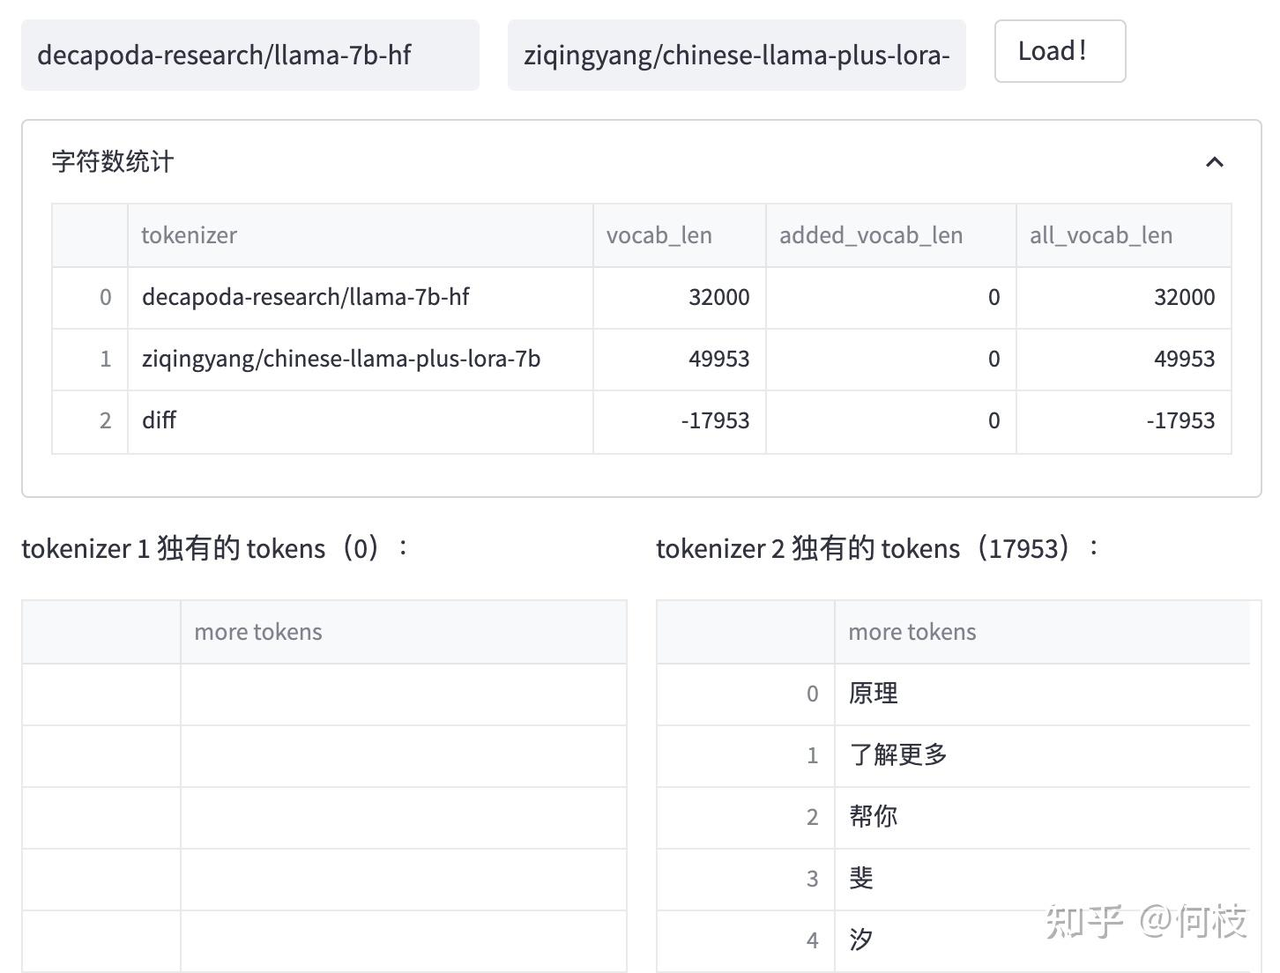 decapoda-research/llama-7b-hf
ziqingyang/chinese-llama-plus-lora-
Load!
字符数统计
tokenizer vocab_len added_vocab_len all_vocab_len
0 decapoda-research/llama-7b-hf 32000 0 32000
1 ziqingyang/chinese-llama-plus-lora-7b 49953 0 49953
2 diff -17953 0 -17953
tokenizer 1 独有的 tokens（0）：
more tokens
tokenizer 2 独有的 tokens（17953）：
more tokens
0 原理
1 了解更多
2 帮你
3 斐
4 汐
知乎 @何枝